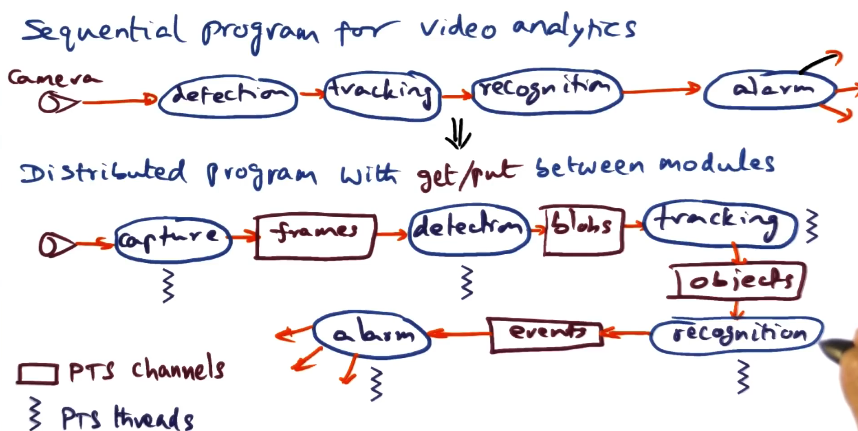 Sequential program for video analytics
Camera
detection tracking recognition alarm
Distributed program with get/put between modules
capture frames detection blobs tracking
objects
alarm events recognition
PTS channels
PTS threads